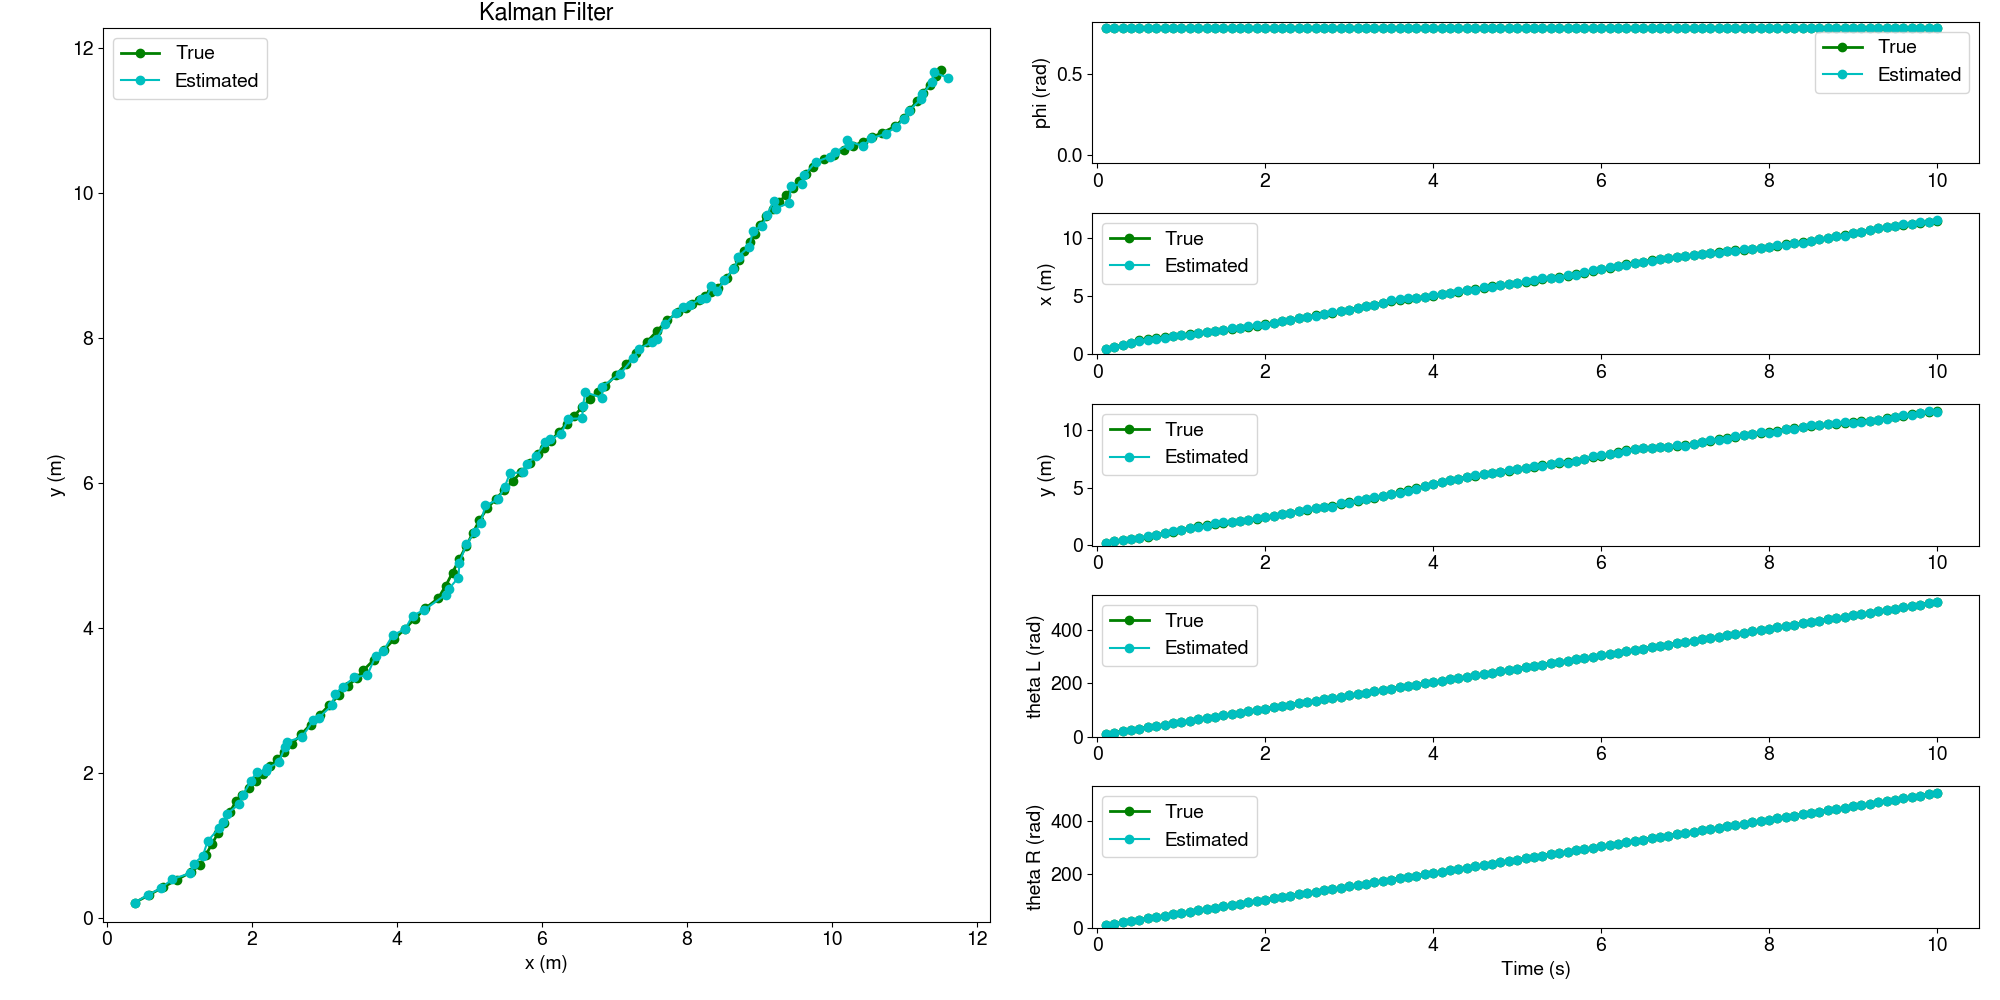 Kalman Filter
True
Estimated
y (m)
12
10
8
6
4
2
0
0 2 4 6 8 10 12
x (m)
phi (rad)
0.5
0.0
True
Estimated
0 2 4 6 8 10
x (m)
10
5
0
True
Estimated
0 2 4 6 8 10
y (m)
10
5
0
True
Estimated
0 2 4 6 8 10
theta L (rad)
400
200
0
True
Estimated
0 2 4 6 8 10
theta R (rad)
400
200
0
True
Estimated
0 2 4 6 8 10
Time (s)